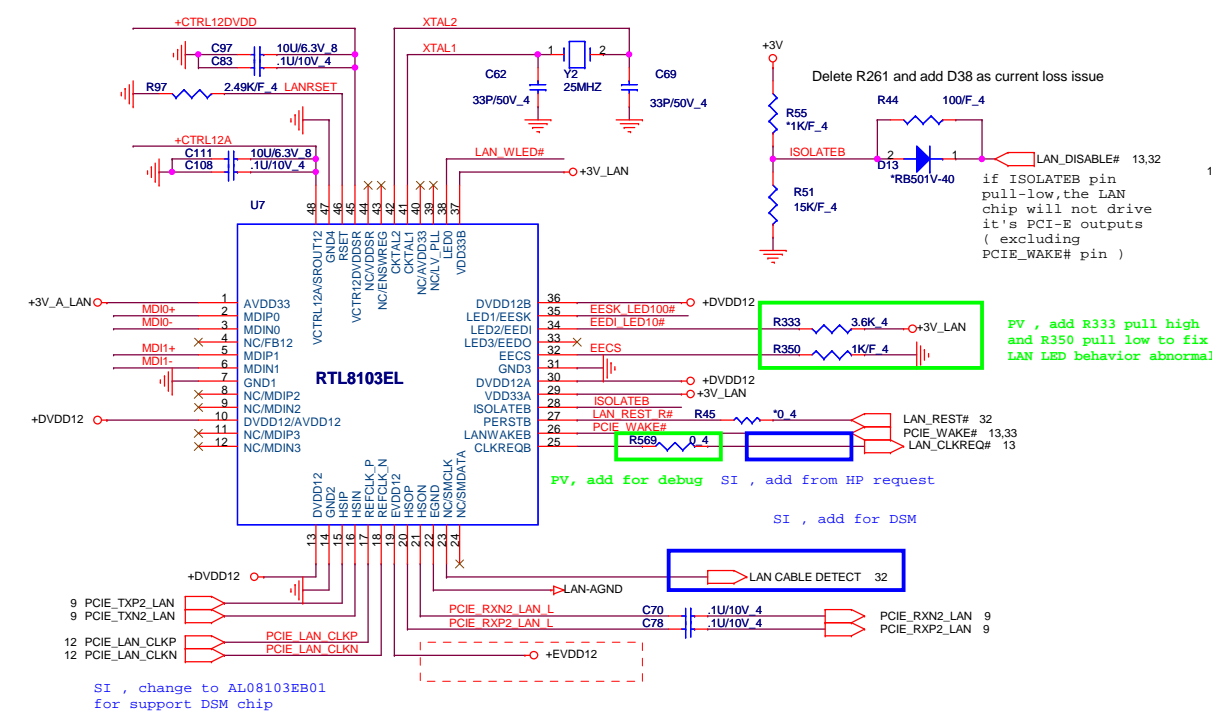 +CTRL12DVDD
C97 10U/6.3V_8
C83 .1U/10V_4
R97 2.49K/F_4 LANRSET
+CTRL12A
C111 10U/6.3V_8
C108 .1U/10V_4
XTAL2
XTAL1
1 2
Y2
25MHZ
C62
33P/50V_4
C69
33P/50V_4
LAN_WLED#
+3V_LAN
+3V
R55
*1K/F_4
ISOLATEB
R51
15K/F_4
Delete R261 and add D38 as current loss issue
R44 100/F_4
2 1
D13
*RB501V-40
LAN_DISABLE# 13,32
if ISOLATEB pin
pull-low,the LAN
chip will not drive
it's PCI-E outputs
( excluding
PCIE_WAKE# pin )
1
U7
RTL8103EL
48 VCTRL12A/SROUT12
47 GND4
46 RSET
45 VCTR12DVDDSR
44 NC/VDDSR
43 NC/ENSWREG
42 CKTAL2
41 CKTAL1
40 NC/AVDD33
39 NC/LV_PLL
38 LED0
37 VDD33B
+3V_A_LAN 1 AVDD33
MDI0+ 2 MDIP0
MDI0- 3 MDIN0
4 NC/FB12
MDI1+ 5 MDIP1
MDI1- 6 MDIN1
7 GND1
8 NC/MDIP2
9 NC/MDIN2
+DVDD12 10 DVDD12/AVDD12
11 NC/MDIP3
12 NC/MDIN3
DVDD12B 36 +DVDD12
LED1/EESK 35 EESK_LED100#
LED2/EEDI 34 EEDI_LED10#
LED3/EEDO 33
EECS 32 EECS
GND3 31
DVDD12A 30 +DVDD12
VDD33A 29 +3V_LAN
ISOLATEB 28 ISOLATEB
PERSTB 27 LAN_REST_R# R45 *0_4 LAN_REST# 32
LANWAKEB 26 PCIE_WAKE# PCIE_WAKE# 13,33
CLKREQB 25 R569 0_4 LAN_CLKREQ# 13
R333 3.6K_4 +3V_LAN
R350 1K/F_4
PV , add R333 pull high
and R350 pull low to fix
LAN LED behavior abnormal
PV, add for debug
SI , add from HP request
SI , add for DSM
13 DVDD12
14 GND2
15 HSIP
16 HSIN
17 REFCLK_P
18 REFCLK_N
19 EVDD12
20 HSOP
21 HSON
22 EGND
23 NC/SMCLK
24 NC/SMDATA
+DVDD12
LAN CABLE DETECT 32
LAN-AGND
9 PCIE_TXP2_LAN
9 PCIE_TXN2_LAN
12 PCIE_LAN_CLKP PCIE_LAN_CLKP
12 PCIE_LAN_CLKN PCIE_LAN_CLKN
PCIE_RXN2_LAN_L C70 .1U/10V_4 PCIE_RXN2_LAN 9
PCIE_RXP2_LAN_L C78 .1U/10V_4 PCIE_RXP2_LAN 9
+EVDD12
SI , change to AL08103EB01
for support DSM chip